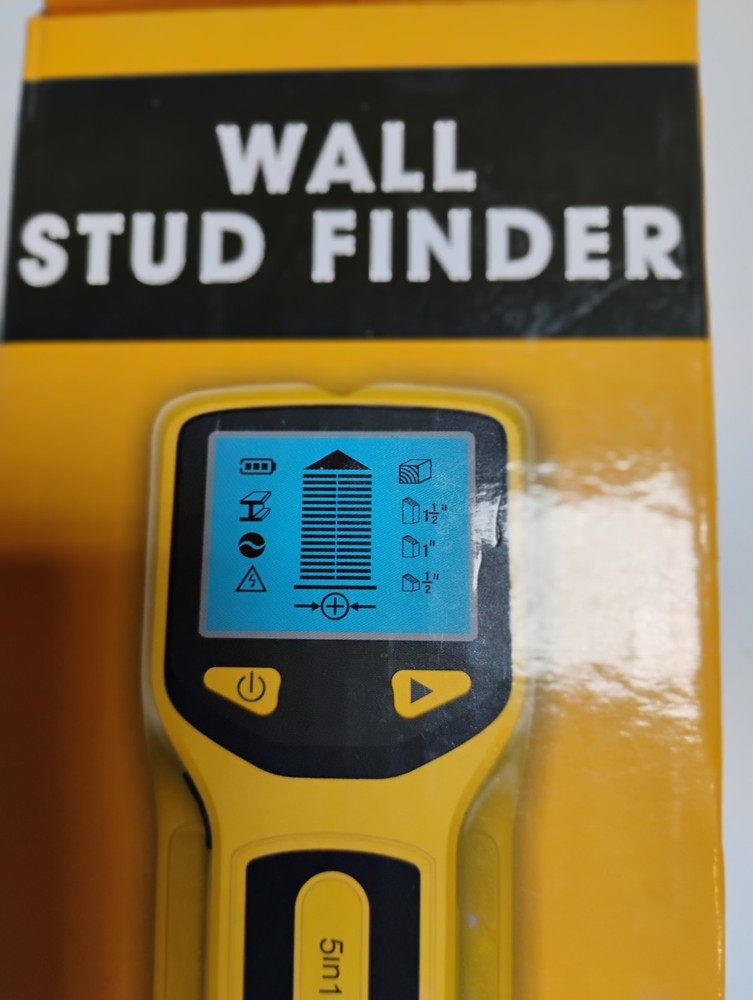 WALL
STUD FINDER
1½"
1"
½"
5in1